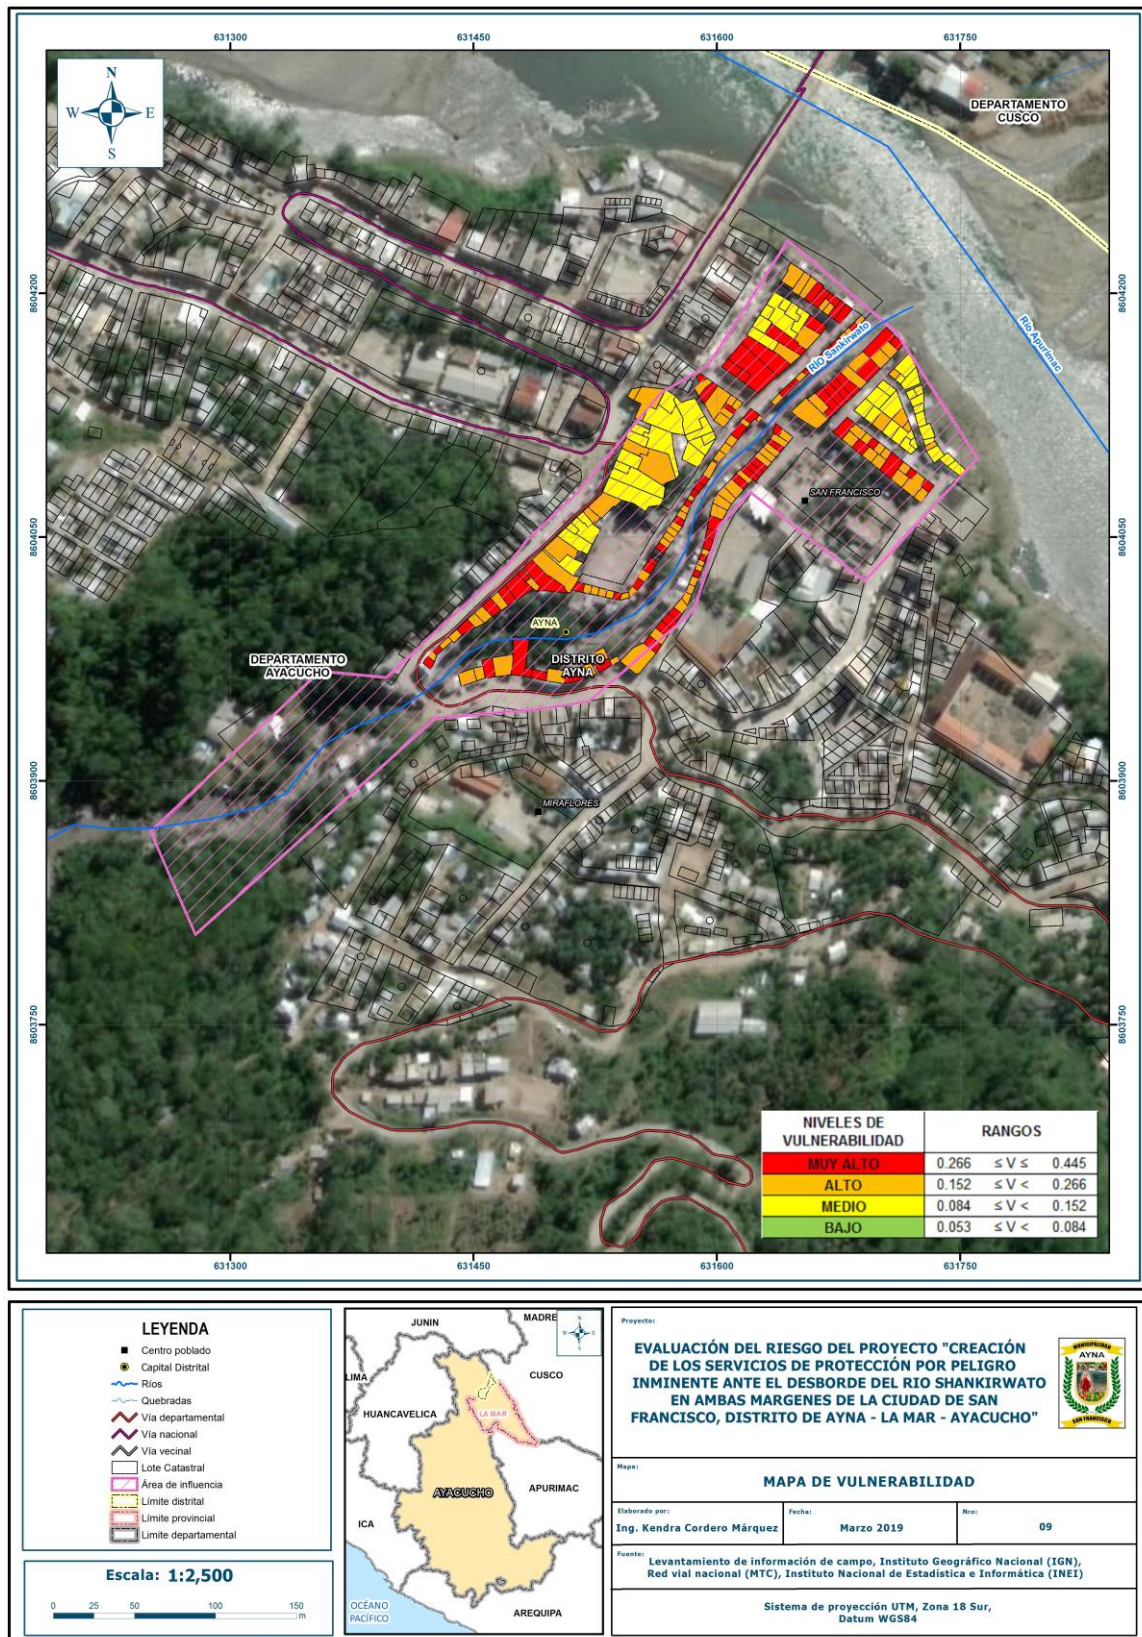 631300
631450
631600
631750
N
W
E
S
DEPARTAMENTO
CUSCO
8604200
8604200
Rio Apurimac
RIO Sankirwato
SAN FRANCISCO
8604050
8604050
AYNA
DEPARTAMENTO
AYACUCHO
DISTRITO
AYNA
8603900
8603900
MIRAFLORES
8603750
8603750
NIVELES DE
VULNERABILIDAD
RANGOS
MUY ALTO 0.266 ≤ V ≤ 0.445
ALTO 0.152 ≤ V < 0.266
MEDIO 0.084 ≤ V < 0.152
BAJO 0.053 ≤ V < 0.084
631300
631450
631600
631750
LEYENDA
Centro poblado
Capital Distrital
Ríos
Quebradas
Vía departamental
Vía nacional
Vía vecinal
Lote Catastral
Área de influencia
Límite distrital
Límite provincial
Limite departamental
Escala: 1:2,500
0 25 50 100 150
m
JUNIN
MADRE
N
LIMA
CUSCO
HUANCAVELICA
LA MAR
AYACUCHO
APURIMAC
ICA
OCÉANO
PACÍFICO
AREQUIPA
Proyecto:
EVALUACIÓN DEL RIESGO DEL PROYECTO "CREACIÓN
DE LOS SERVICIOS DE PROTECCIÓN POR PELIGRO
INMINENTE ANTE EL DESBORDE DEL RIO SHANKIRWATO
EN AMBAS MARGENES DE LA CIUDAD DE SAN
FRANCISCO, DISTRITO DE AYNA - LA MAR - AYACUCHO"
MUNICIPALIDAD
AYNA
SAN FRANCISCO
Mapa:
MAPA DE VULNERABILIDAD
Elaborado por:
Ing. Kendra Cordero Márquez
Fecha:
Marzo 2019
Nro:
09
Fuente:
Levantamiento de información de campo, Instituto Geográfico Nacional (IGN),
Red vial nacional (MTC), Instituto Nacional de Estadística e Informática (INEI)
Sistema de proyección UTM, Zona 18 Sur,
Datum WGS84